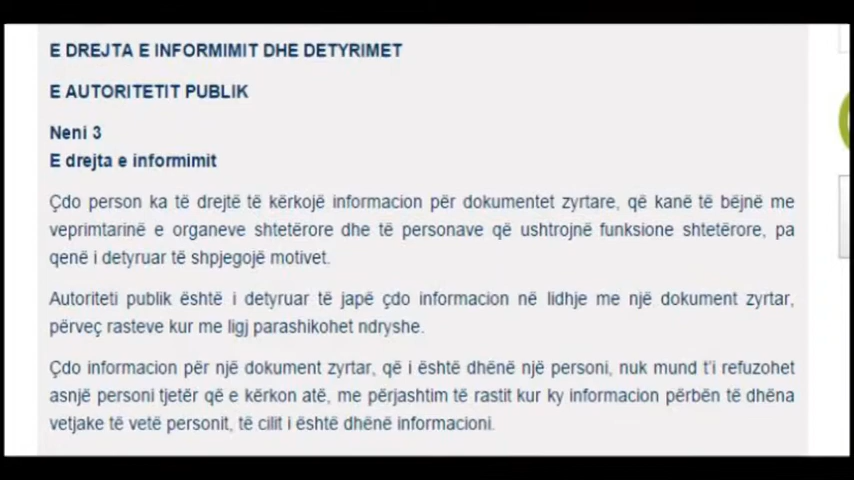 E DREJTA E INFORMIMIT DHE DETYRIMET
E AUTORITETIT PUBLIK
Neni 3
E drejta e informimit
Çdo person ka të drejtë të kërkojë informacion për dokumentet zyrtare, që kanë të bëjnë me
veprimtarinë e organeve shtetërore dhe të personave që ushtrojnë funksione shtetërore, pa
qenë i detyruar të shpjegojë motivet.
Autoriteti publik është i detyruar të japë çdo informacion në lidhje me një dokument zyrtar,
përveç rasteve kur me ligj parashikohet ndryshe.
Çdo informacion për një dokument zyrtar, që i është dhënë një personi, nuk mund t'i refuzohet
asnjë personi tjetër që e kërkon atë, me përjashtim të rastit kur ky informacion përbën të dhëna
vetjake të vetë personit, të cilit i është dhënë informacioni.